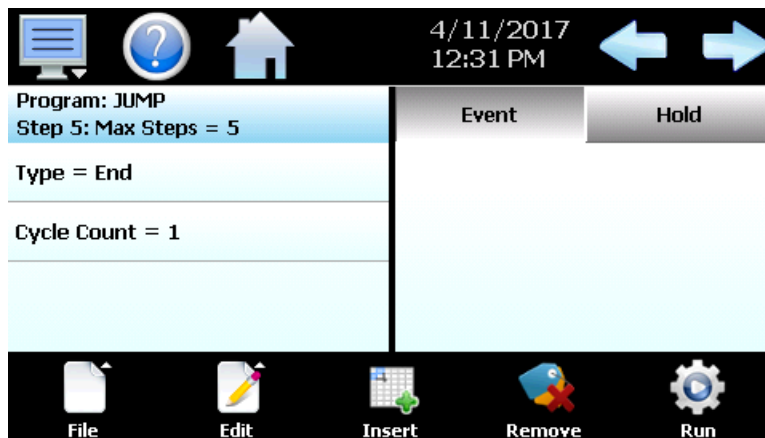 4/11/2017
12:31 PM
Program: JUMP
Step 5: Max Steps = 5
Type = End
Cycle Count = 1
Event
Hold
File
Edit
Insert
Remove
Run